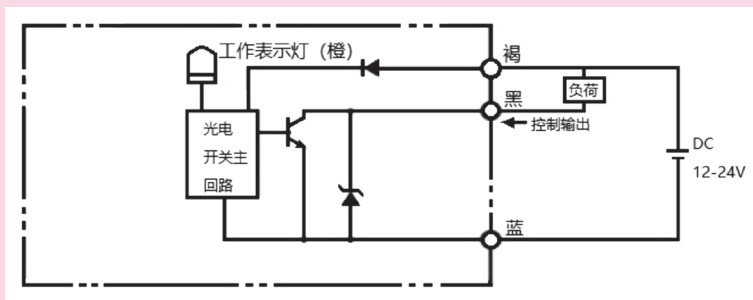 工作表示灯（橙）
褐
负荷
黑
控制输出
光电
开关主
回路
DC
12-24V
蓝